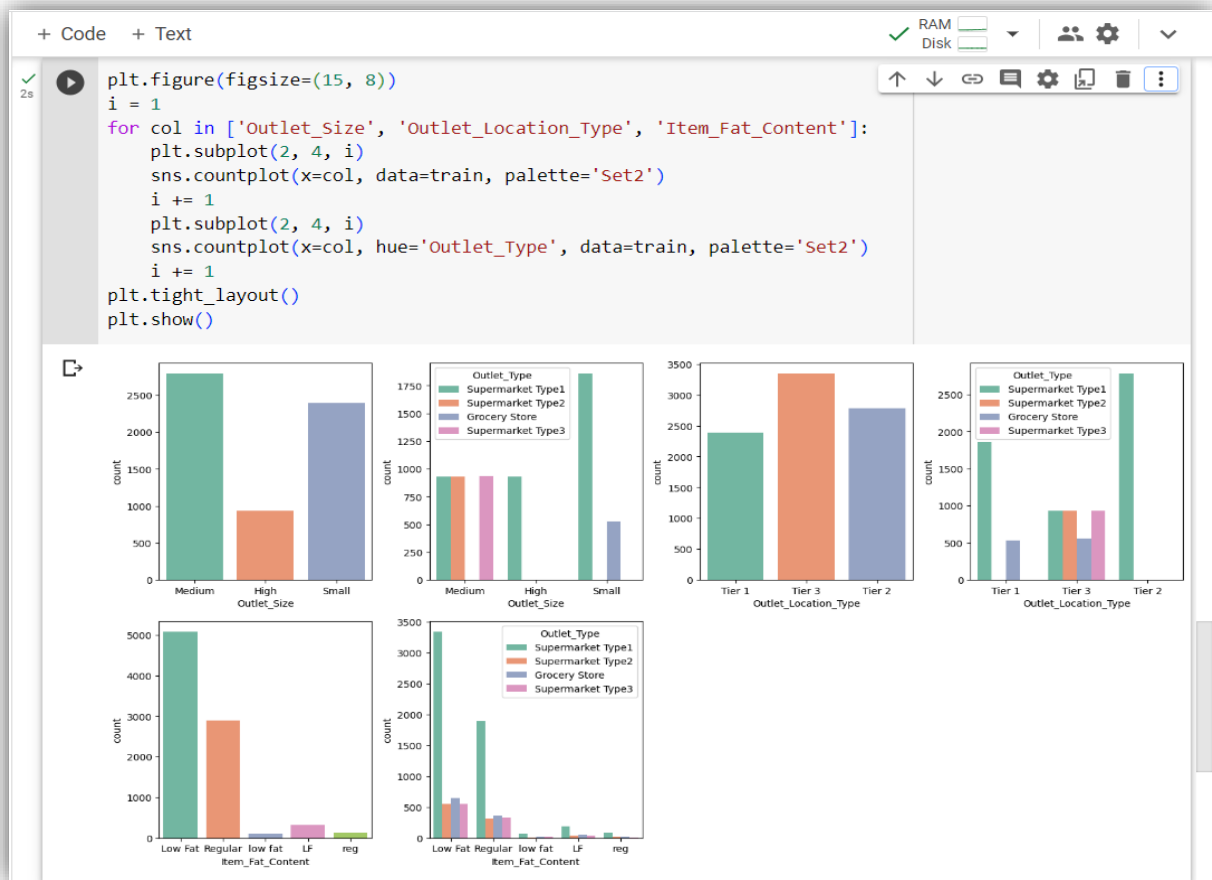 + Code + Text
RAM
Disk
2s
plt.figure(figsize=(15, 8))
i = 1
for col in ['Outlet_Size', 'Outlet_Location_Type', 'Item_Fat_Content']:
    plt.subplot(2, 4, i)
    sns.countplot(x=col, data=train, palette='Set2')
    i += 1
    plt.subplot(2, 4, i)
    sns.countplot(x=col, hue='Outlet_Type', data=train, palette='Set2')
    i += 1
plt.tight_layout()
plt.show()
2500
2000
1500
1000
500
0
count
Medium High Small
Outlet_Size
1750
1500
1250
1000
750
500
250
0
count
Outlet_Type
Supermarket Type1
Supermarket Type2
Grocery Store
Supermarket Type3
Medium High Small
Outlet_Size
3500
3000
2500
2000
1500
1000
500
0
count
Tier 1 Tier 3 Tier 2
Outlet_Location_Type
2500
2000
1500
1000
500
0
count
Outlet_Type
Supermarket Type1
Supermarket Type2
Grocery Store
Supermarket Type3
Tier 1 Tier 3 Tier 2
Outlet_Location_Type
5000
4000
3000
2000
1000
0
count
Low Fat Regular low fat LF reg
Item_Fat_Content
3500
3000
2500
2000
1500
1000
500
0
count
Outlet_Type
Supermarket Type1
Supermarket Type2
Grocery Store
Supermarket Type3
Low Fat Regular low fat LF reg
Item_Fat_Content